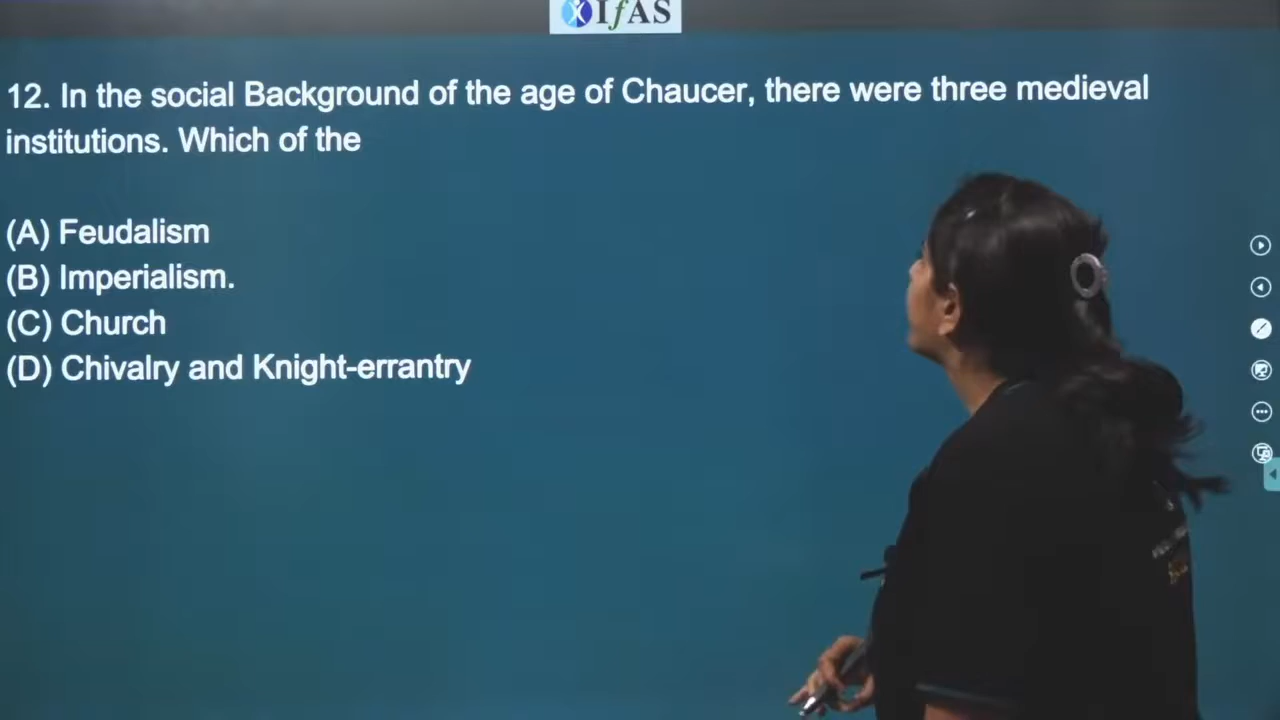 IfAS
12. In the social Background of the age of Chaucer, there were three medieval
institutions. Which of the
(A) Feudalism
(B) Imperialism.
(C) Church
(D) Chivalry and Knight-errantry